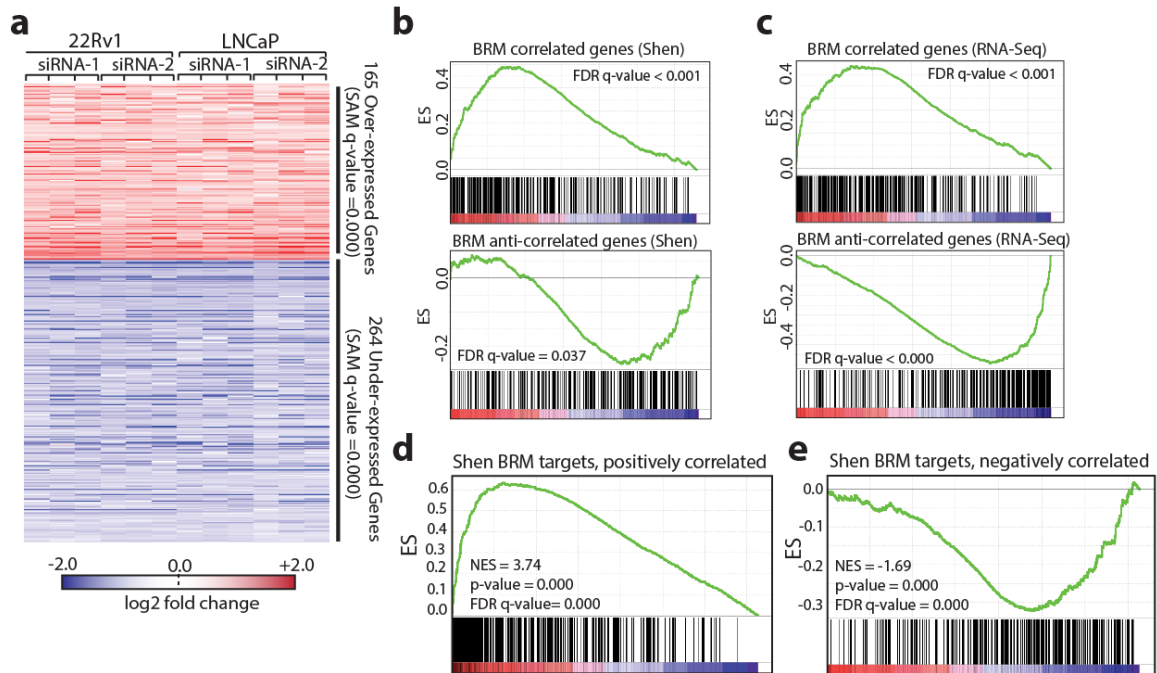 a
22Rv1
LNCaP
siRNA-1
siRNA-2
siRNA-1
siRNA-2
165 Over-expressed Genes
(SAM q-value =0.0000)
264 Under-expressed Genes
(SAM q-value =0.000)
-2.0
0.0
+2.0
log2 fold change
b
BRM correlated genes (Shen)
FDR q-value < 0.001
ES
0.4
0.2
0.0
BRM anti-correlated genes (Shen)
ES
0.0
-0.2
FDR q-value = 0.037
c
BRM correlated genes (RNA-Seq)
FDR q-value < 0.001
ES
0.4
0.2
0.0
BRM anti-correlated genes (RNA-Seq)
ES
0.0
-0.2
-0.4
FDR q-value < 0.000
d
Shen BRM targets, positively correlated
ES
0.6
0.5
0.4
0.3
0.2
0.1
0.0
NES = 3.74
p-value = 0.000
FDR q-value= 0.000
e
Shen BRM targets, negatively correlated
ES
0.0
-0.1
-0.2
-0.3
NES = -1.69
p-value = 0.000
FDR q-value = 0.000